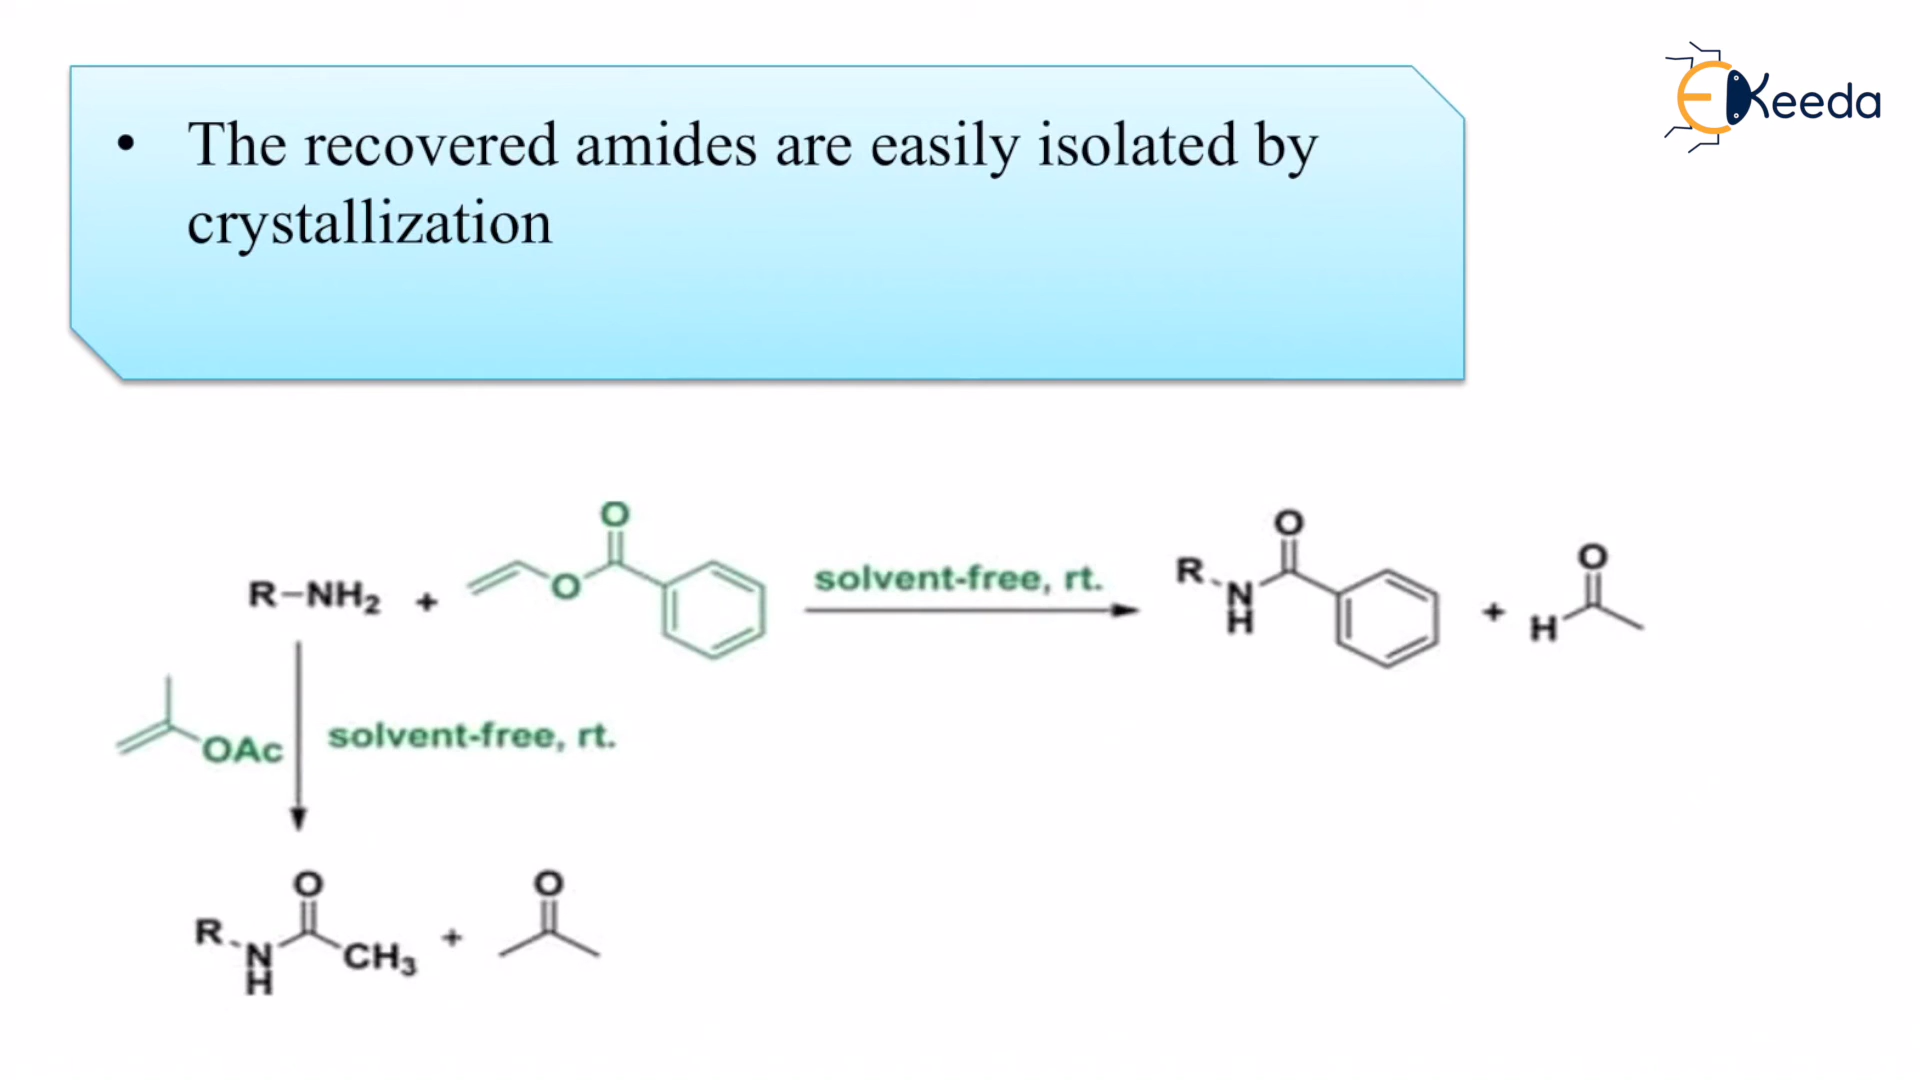 EKeeda
• The recovered amides are easily isolated by
crystallization
R-NH2 + O O solvent-free, rt. R N H O + H O
OAc solvent-free, rt.
R N H O CH3 + O